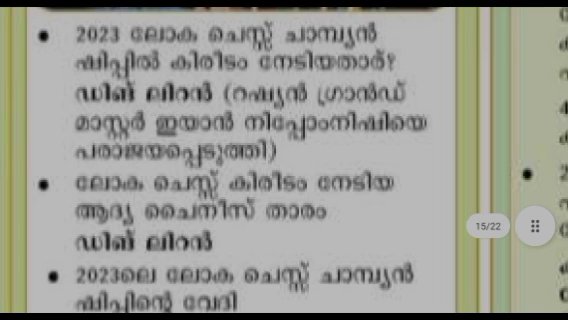 2023 ലോക ചെസ്സ് ചാമ്പ്യൻ
ഷിപ്പിൽ കിരീടം നേടിയതാര്?
ഡിങ് ലിറൻ (റഷ്യൻ ഗ്രാൻഡ്
മാസ്റ്റർ ഇയാൻ നിപ്പോംനിഷിയെ
പരാജയപ്പെടുത്തി)
ലോക ചെസ്സ് കിരീടം നേടിയ
ആദ്യ ചൈനീസ് താരം
ഡിങ് ലിറൻ
2023ലെ ലോക ചെസ്സ് ചാമ്പ്യൻ
ഷിപ്പിന്റെ വേദി
15/22